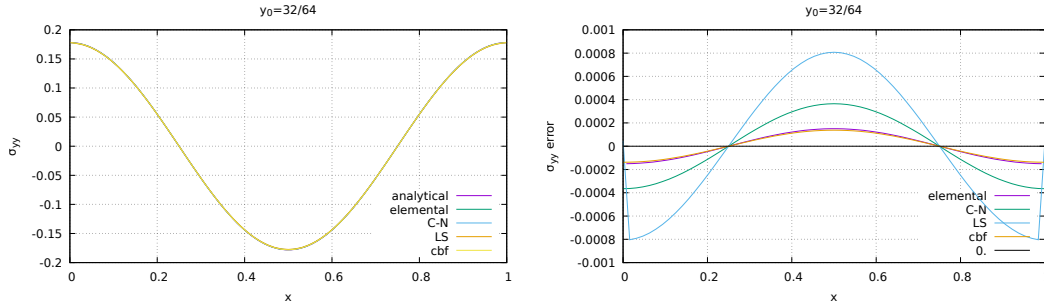 y0=32/64
σyy
0.2
0.15
0.1
0.05
0
-0.05
-0.1
-0.15
-0.2
analytical
elemental
C-N
LS
cbf
0 0.2 0.4 0.6 0.8 1
x
y0=32/64
σyy error
0.001
0.0008
0.0006
0.0004
0.0002
0
-0.0002
-0.0004
-0.0006
-0.0008
-0.001
elemental
C-N
LS
cbf
0.
0 0.2 0.4 0.6 0.8
x